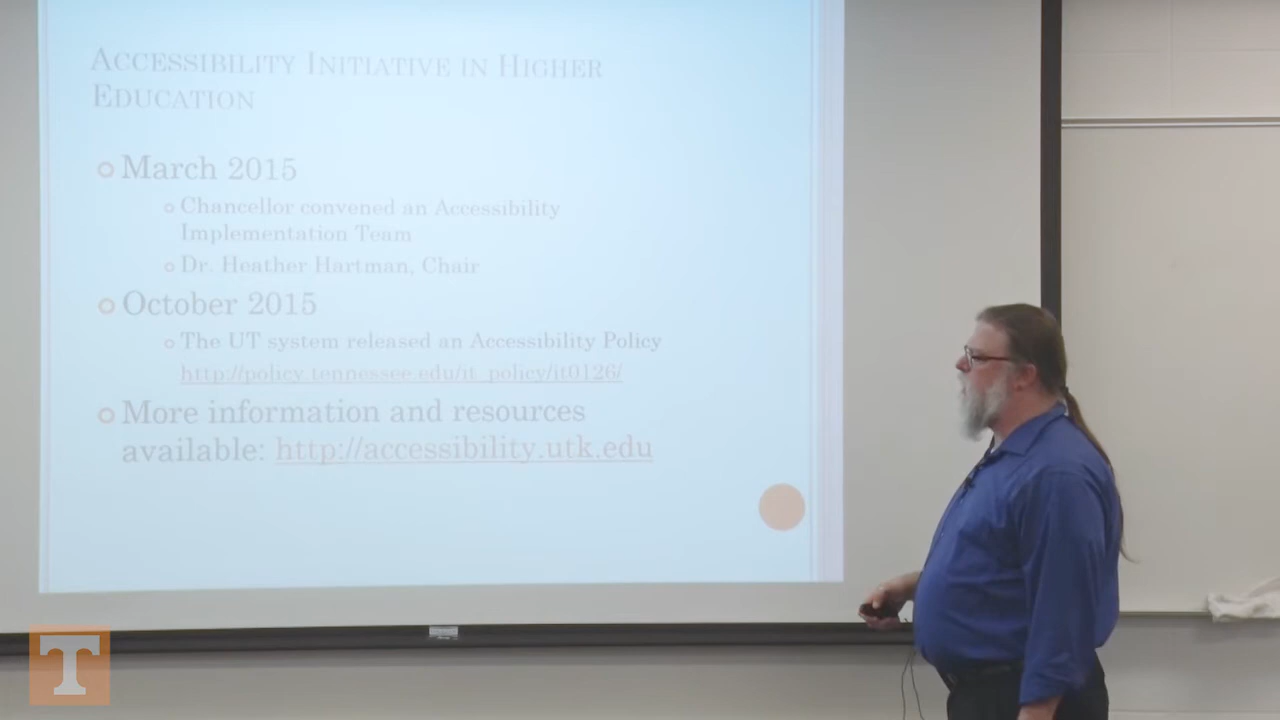 ACCESSIBILITY INITIATIVE IN HIGHER
EDUCATION
March 2015
Chancellor convened an Accessibility
Implementation Team
Dr. Heather Hartman, Chair
October 2015
The UT system released an Accessibility Policy
http://policy.tennessee.edu/it_policy/it0126/
More information and resources
available: http://accessibility.utk.edu
T